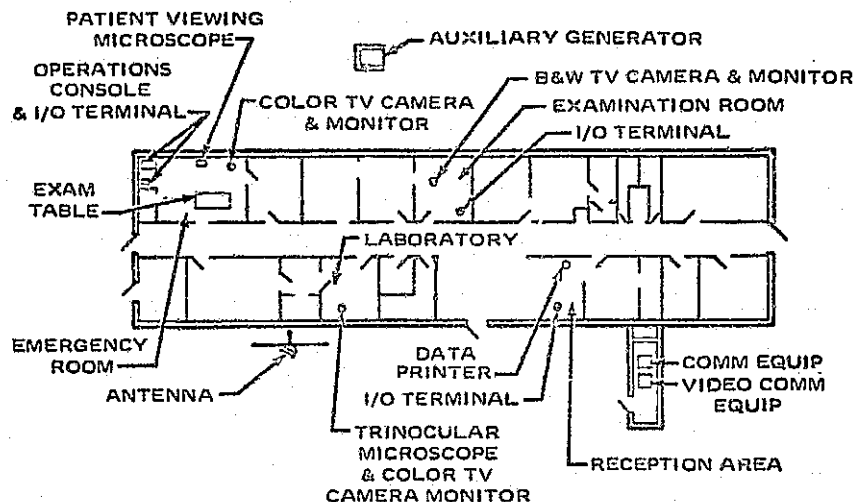 PATIENT VIEWING
MICROSCOPE
OPERATIONS
CONSOLE
& I/O TERMINAL
COLOR TV CAMERA
& MONITOR
AUXILIARY GENERATOR
B&W TV CAMERA & MONITOR
EXAMINATION ROOM
I/O TERMINAL
EXAM
TABLE
LABORATORY
EMERGENCY
ROOM
ANTENNA
DATA
PRINTER
I/O TERMINAL
TRINOCULAR
MICROSCOPE
& COLOR TV
CAMERA MONITOR
RECEPTION AREA
COMM EQUIP
VIDEO COMM
EQUIP